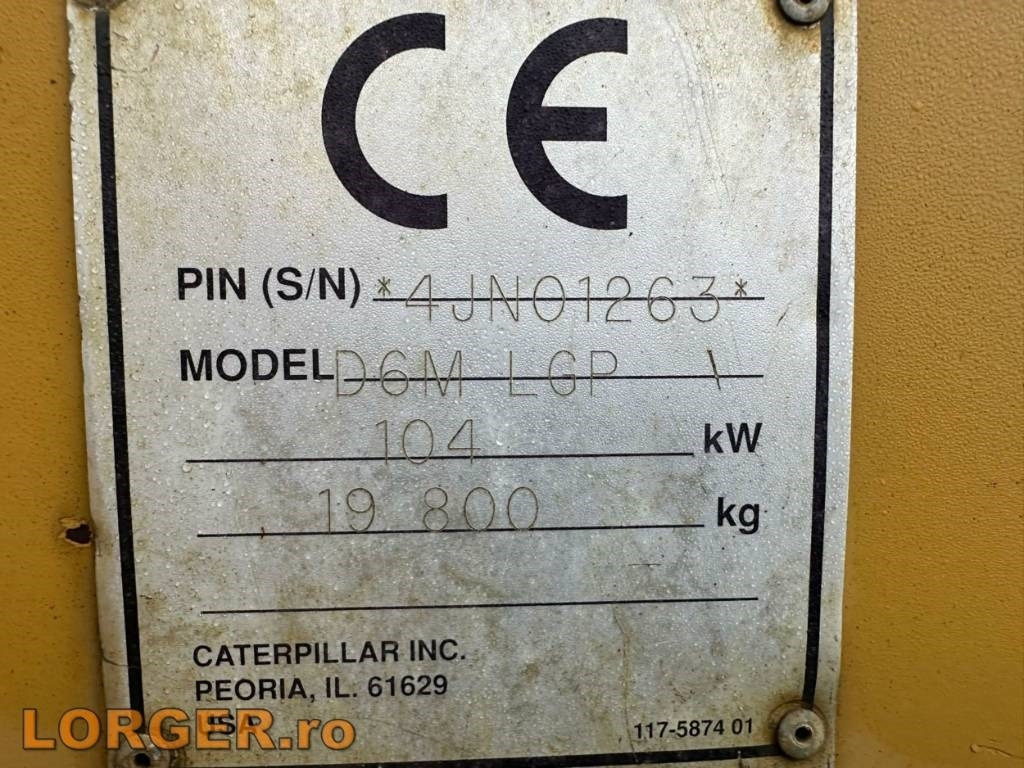 CE
PIN (S/N) *4JN01263*
MODEL D6M LGP \
104 kW
19 800 kg
CATERPILLAR INC.
PEORIA, IL. 61629
USA
117-5874 01
LORGER.ro